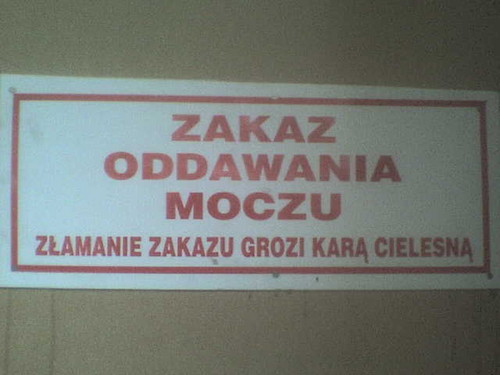 ZAKAZ
ODDAWANIA
MOCZU
ZŁAMANIE ZAKAZU GROZI KARĄ CIELESNĄ